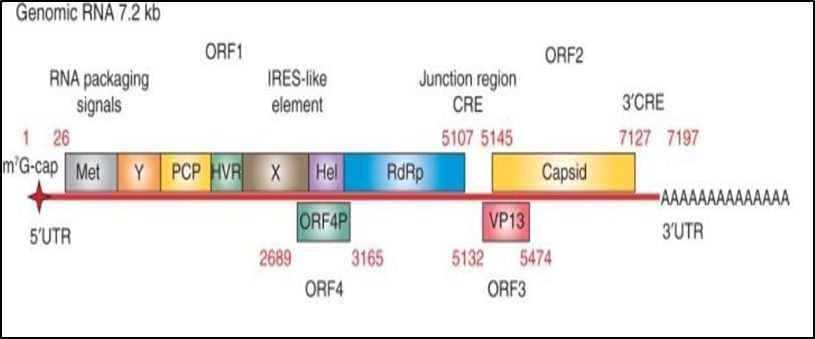 Genomic RNA 7.2 kb
ORF1
ORF2
RNA packaging
signals
IRES-like
element
Junction region
CRE
3′CRE
1 26 5107 5145 7127 7197
m⁷G-cap
Met Y PCP HVR X Hel RdRp Capsid
AAAAAAAAAAAAAA
5′UTR
ORF4P
VP13
3′UTR
2689 3165 5132 5474
ORF4
ORF3